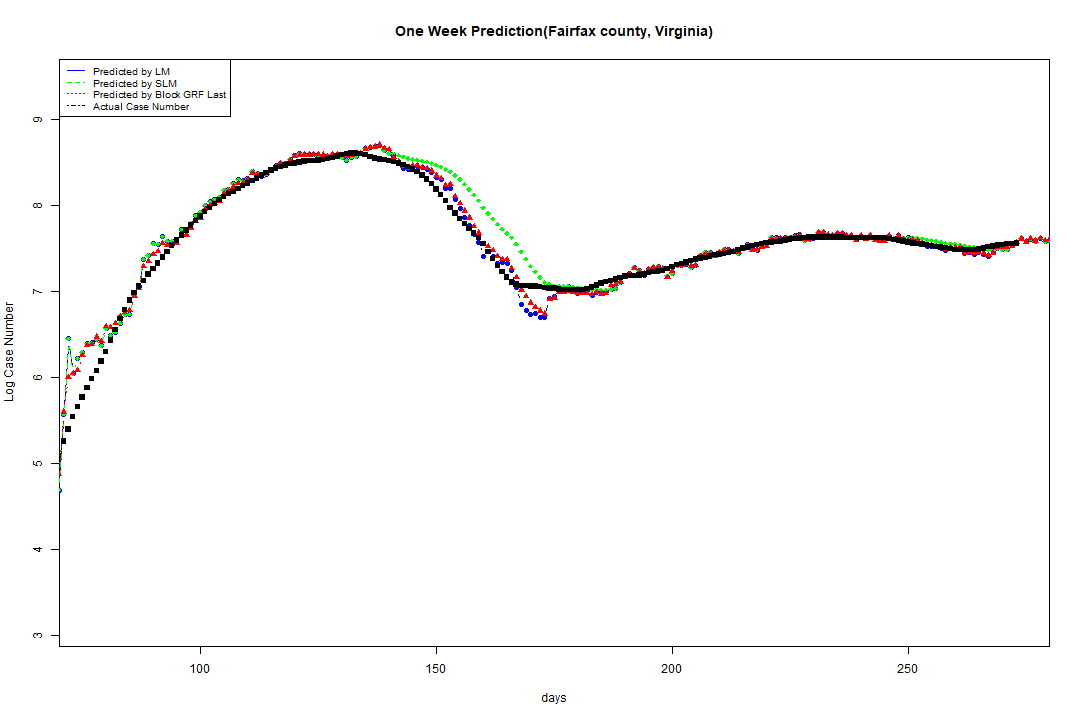 One Week Prediction(Fairfax county, Virginia)
Predicted by LM
Predicted by SLM
Predicted by Block GRF Last
Actual Case Number
9
8
7
6
5
4
3
Log Case Number
100 150 200 250
days